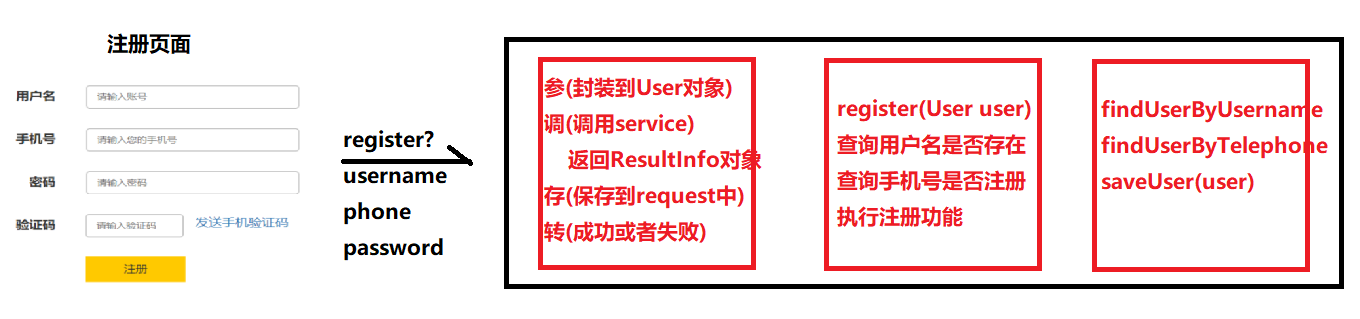 注册页面
用户名
请输入账号
手机号
请输入您的手机号
密码
请输入密码
验证码
请输入验证码
发送手机验证码
注册
register?
username
phone
password
参(封装到User对象)
调(调用service)
返回ResultInfo对象
存(保存到request中)
转(成功或者失败)
register(User user)
查询用户名是否存在
查询手机号是否注册
执行注册功能
findUserByUsername
findUserByTelephone
saveUser(user)